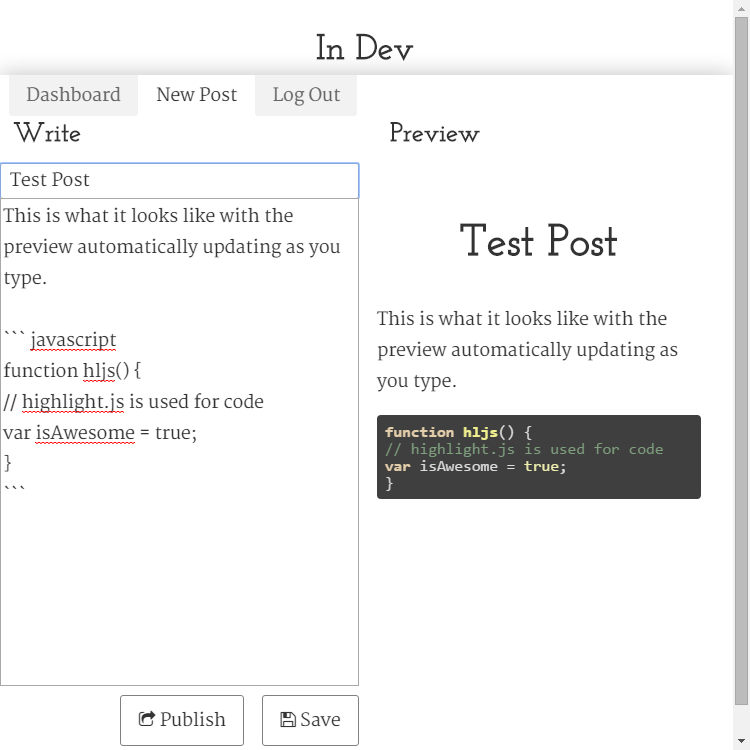 In Dev
Dashboard New Post Log Out
Write
Test Post
This is what it looks like with the
preview automatically updating as you
type.
``` javascript
function hljs() {
// highlight.js is used for code
var isAwesome = true;
}
```
Publish Save
Preview
Test Post
This is what it looks like with the
preview automatically updating as
you type.
function hljs() {
// highlight.js is used for code
var isAwesome = true;
}